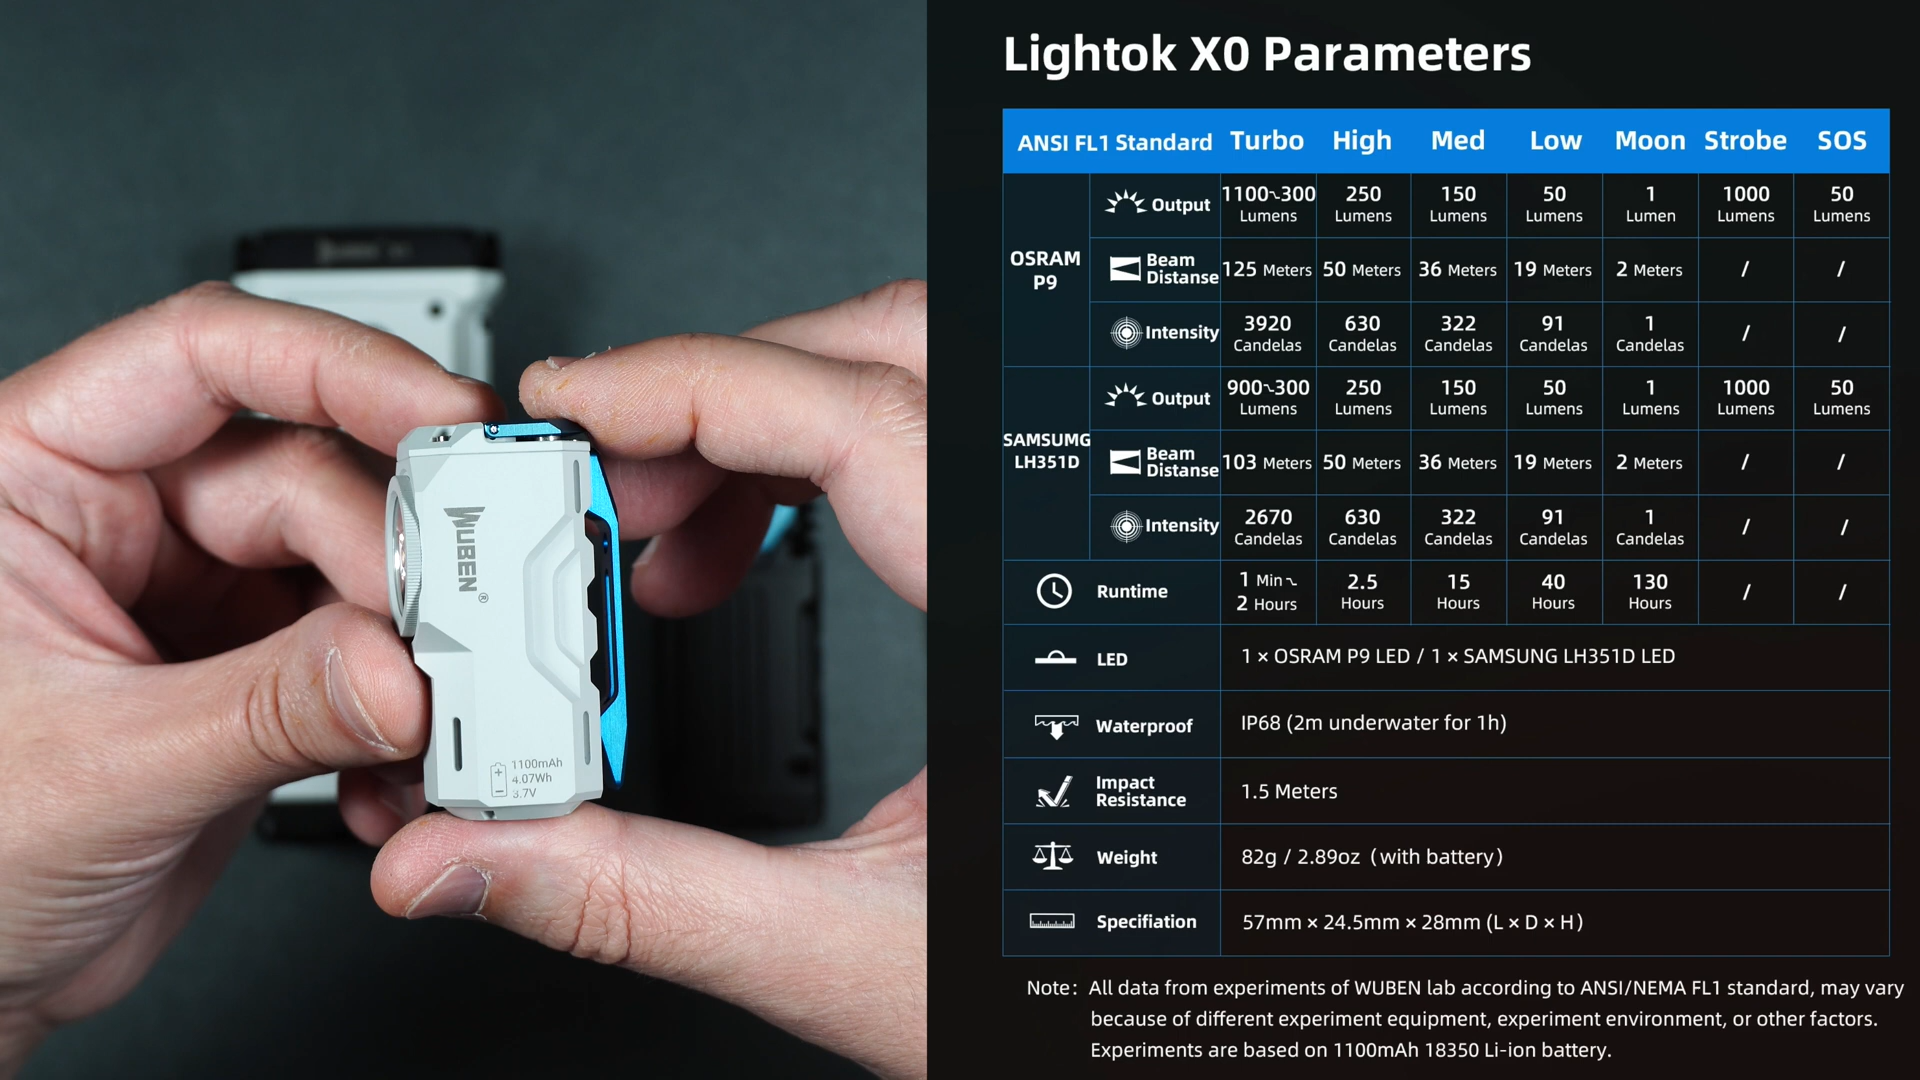 WUBEN
®
1100mAh
4.07Wh
3.7V
Lightok X0 Parameters
ANSI FL1 Standard Turbo High Med Low Moon Strobe SOS
OSRAM P9
Output 1100~300 Lumens 250 Lumens 150 Lumens 50 Lumens 1 Lumen 1000 Lumens 50 Lumens
Beam Distanse 125 Meters 50 Meters 36 Meters 19 Meters 2 Meters / /
Intensity 3920 Candelas 630 Candelas 322 Candelas 91 Candelas 1 Candelas / /
SAMSUMG LH351D
Output 900~300 Lumens 250 Lumens 150 Lumens 50 Lumens 1 Lumens 1000 Lumens 50 Lumens
Beam Distanse 103 Meters 50 Meters 36 Meters 19 Meters 2 Meters / /
Intensity 2670 Candelas 630 Candelas 322 Candelas 91 Candelas 1 Candelas / /
Runtime 1 Min~ 2 Hours 2.5 Hours 15 Hours 40 Hours 130 Hours / /
LED 1 × OSRAM P9 LED / 1 × SAMSUNG LH351D LED
Waterproof IP68 (2m underwater for 1h)
Impact Resistance 1.5 Meters
Weight 82g / 2.89oz (with battery)
Specifiation 57mm × 24.5mm × 28mm (L × D × H)
Note: All data from experiments of WUBEN lab according to ANSI/NEMA FL1 standard, may vary
because of different experiment equipment, experiment environment, or other factors.
Experiments are based on 1100mAh 18350 Li-ion battery.